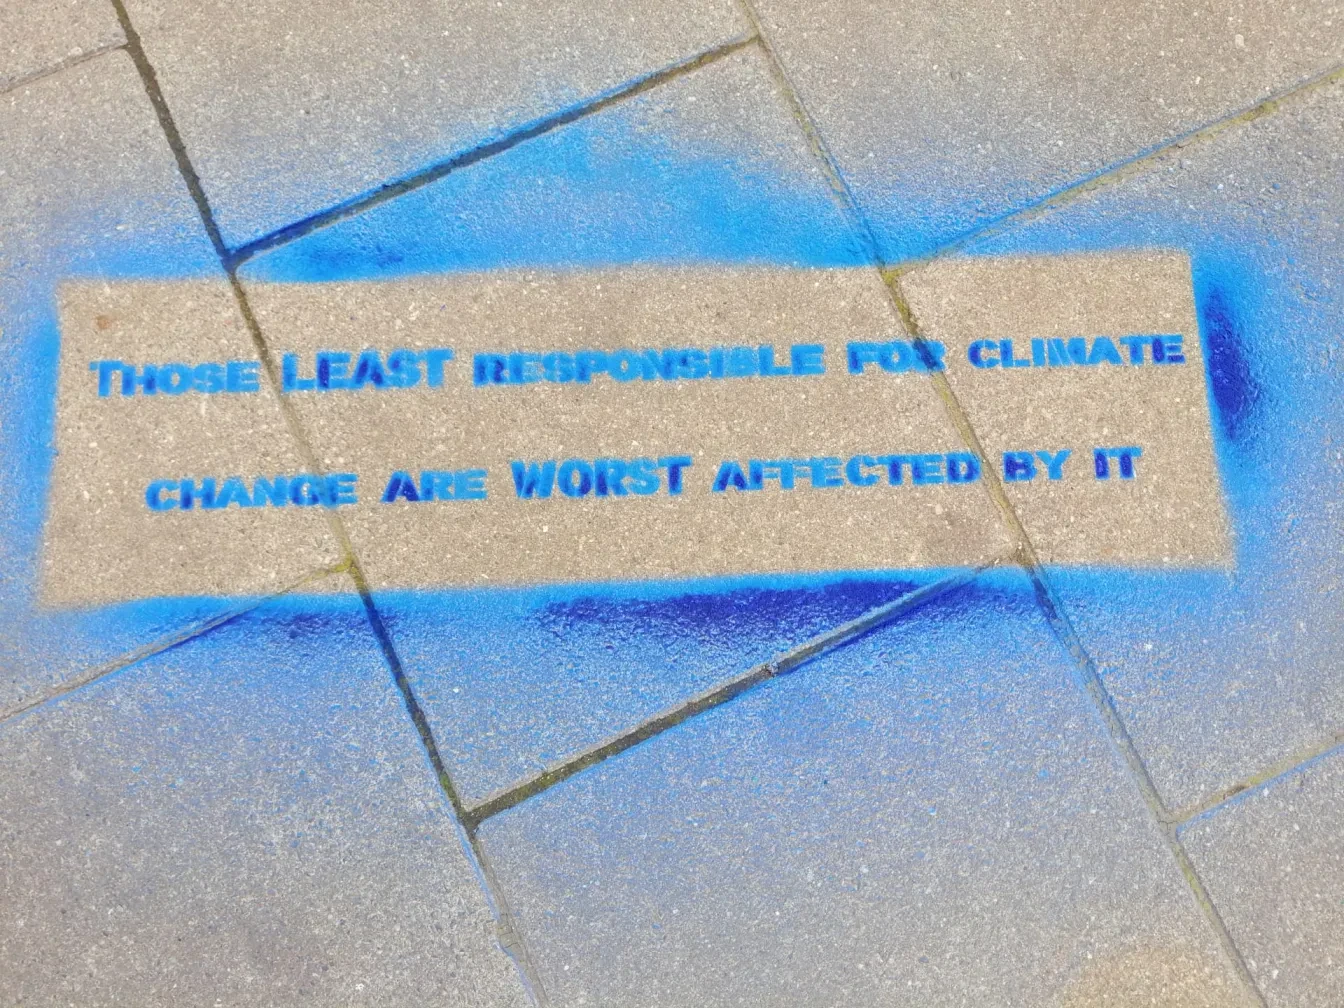 THOSE LEAST RESPONSIBLE FOR CLIMATE
CHANGE ARE WORST AFFECTED BY IT